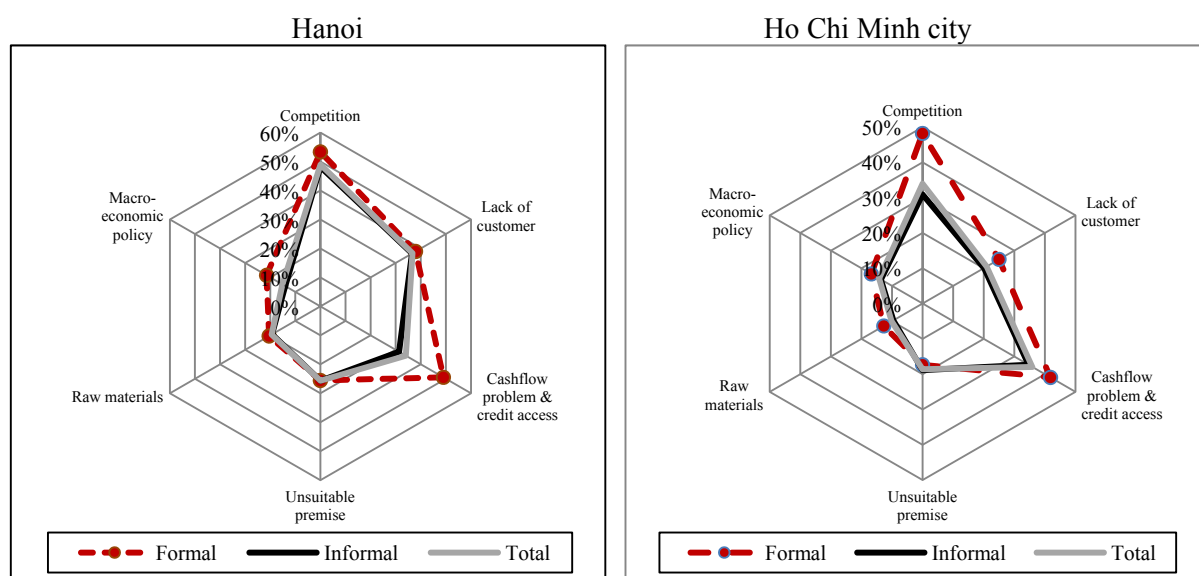 Hanoi
Competition
60%
50%
40%
30%
20%
10%
0%
Lack of
customer
Cashflow
problem &
credit access
Unsuitable
premise
Raw materials
Macro-
economic
policy
Formal Informal Total
Ho Chi Minh city
Competition
50%
40%
30%
20%
10%
0%
Lack of
customer
Cashflow
problem &
credit access
Unsuitable
premise
Raw
materials
Macro-
economic
policy
Formal Informal Total